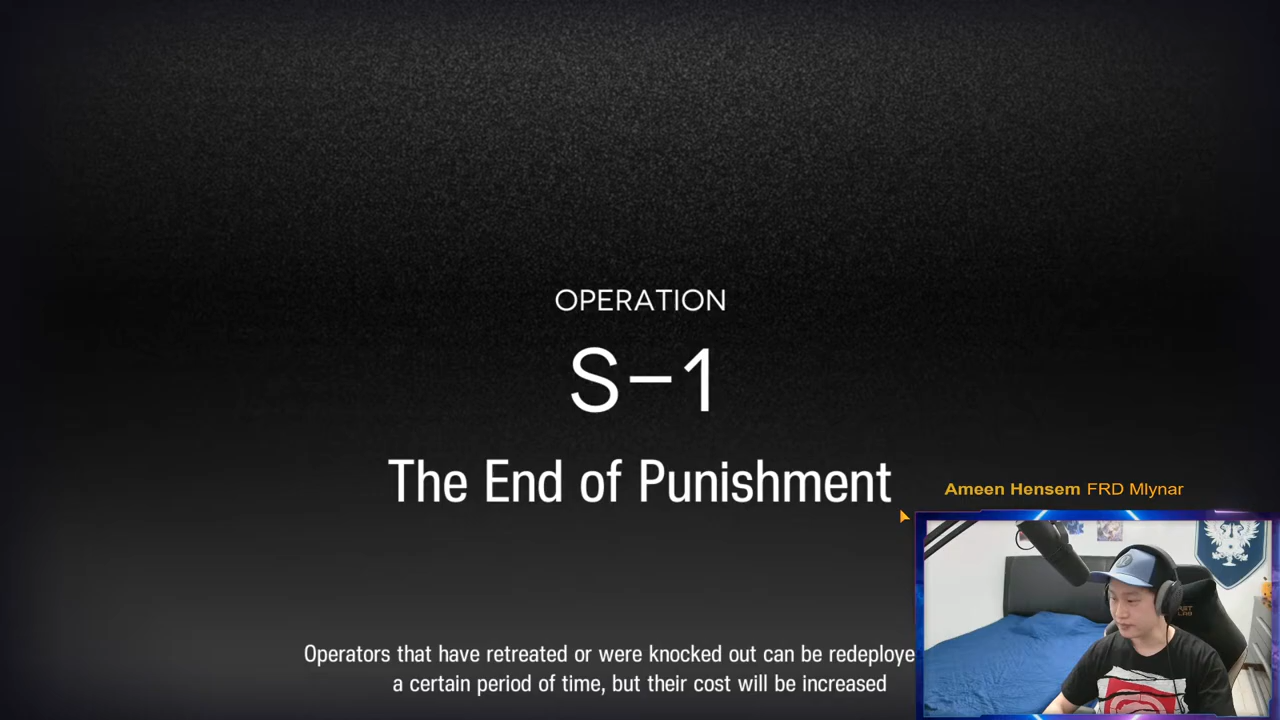 OPERATION
S-1
The End of Punishment
Ameen Hensem FRD Mlynar
Operators that have retreated or were knocked out can be redeploye
a certain period of time, but their cost will be increased